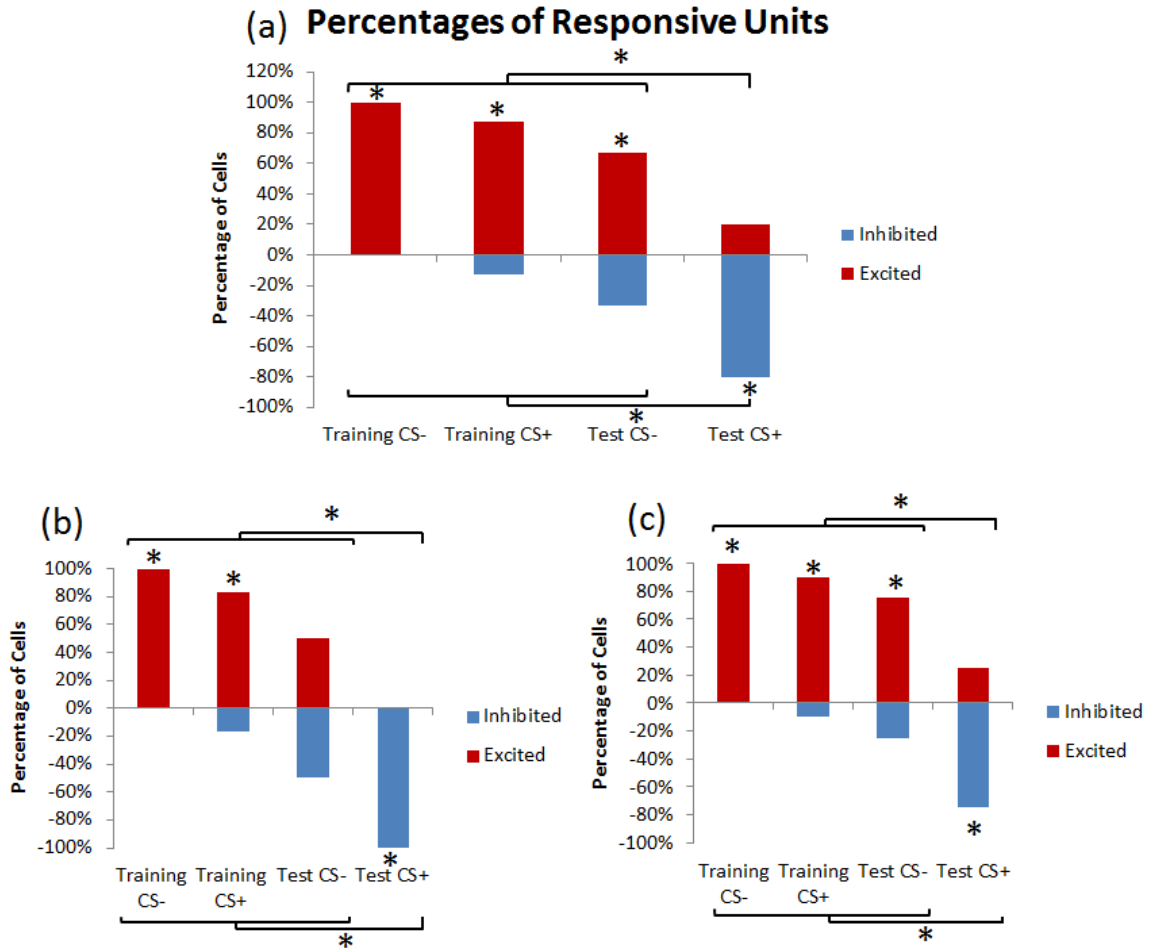 (a) Percentages of Responsive Units
*
120%
100%
80%
60%
40%
20%
0%
-20%
-40%
-60%
-80%
-100%
Percentage of Cells
* * *
*
*
Inhibited
Excited
Training CS- Training CS+ Test CS- Test CS+
(b)
*
100%
80%
60%
40%
20%
0%
-20%
-40%
-60%
-80%
-100%
Percentage of Cells
* *
*
Inhibited
Excited
Training CS- Training CS+ Test CS- Test CS+
*
(c)
*
100%
80%
60%
40%
20%
0%
-20%
-40%
-60%
-80%
-100%
Percentage of Cells
* * *
*
Inhibited
Excited
Training CS- Training CS+ Test CS- Test CS+
*